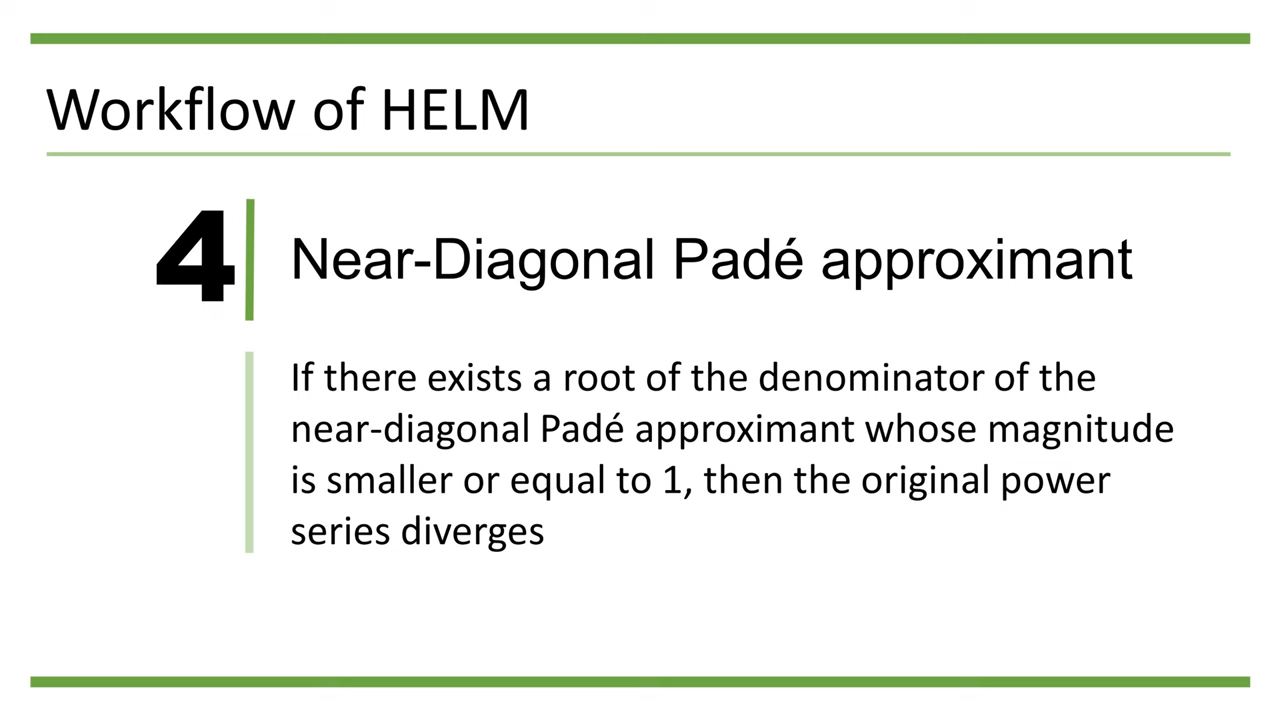 Workflow of HELM
4
Near-Diagonal Padé approximant
If there exists a root of the denominator of the
near-diagonal Padé approximant whose magnitude
is smaller or equal to 1, then the original power
series diverges